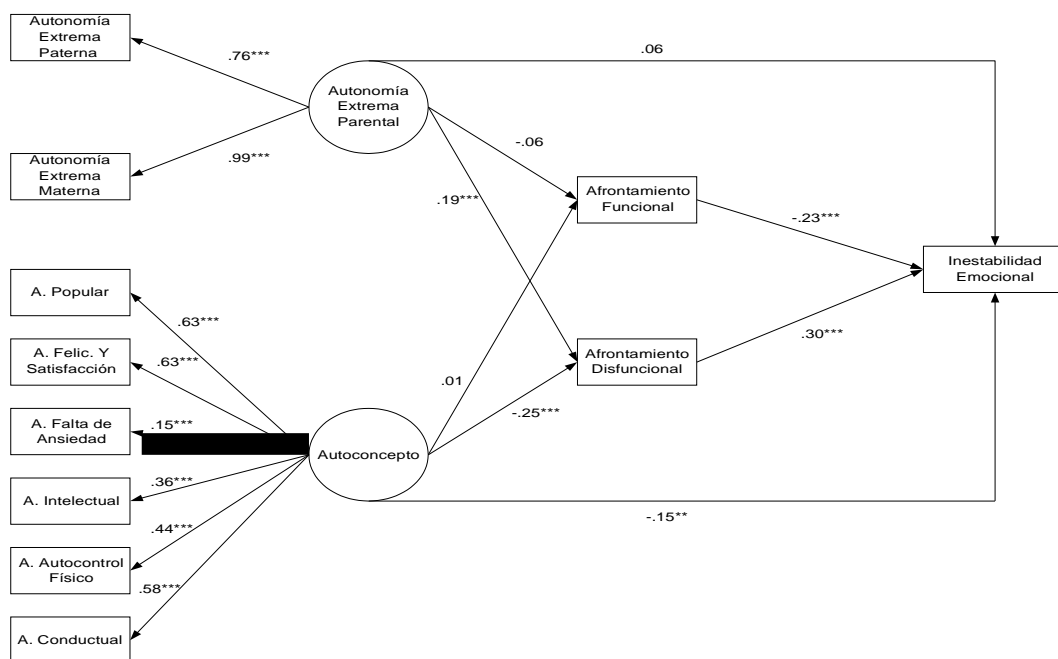 Autonomía
Extrema
Paterna
.76***
.06
Autonomía
Extrema
Parental
Autonomía
Extrema
Materna
.99***
-.06
.19***
Afrontamiento
Funcional
-.23***
Inestabilidad
Emocional
A. Popular
.63***
A. Felic. Y
Satisfacción
.63***
.30***
Afrontamiento
Disfuncional
.01
-.25***
A. Falta de
Ansiedad
.15***
Autoconcepto
A. Intelectual
.36***
-.15**
A. Autocontrol
Físico
.44***
.58***
A. Conductual